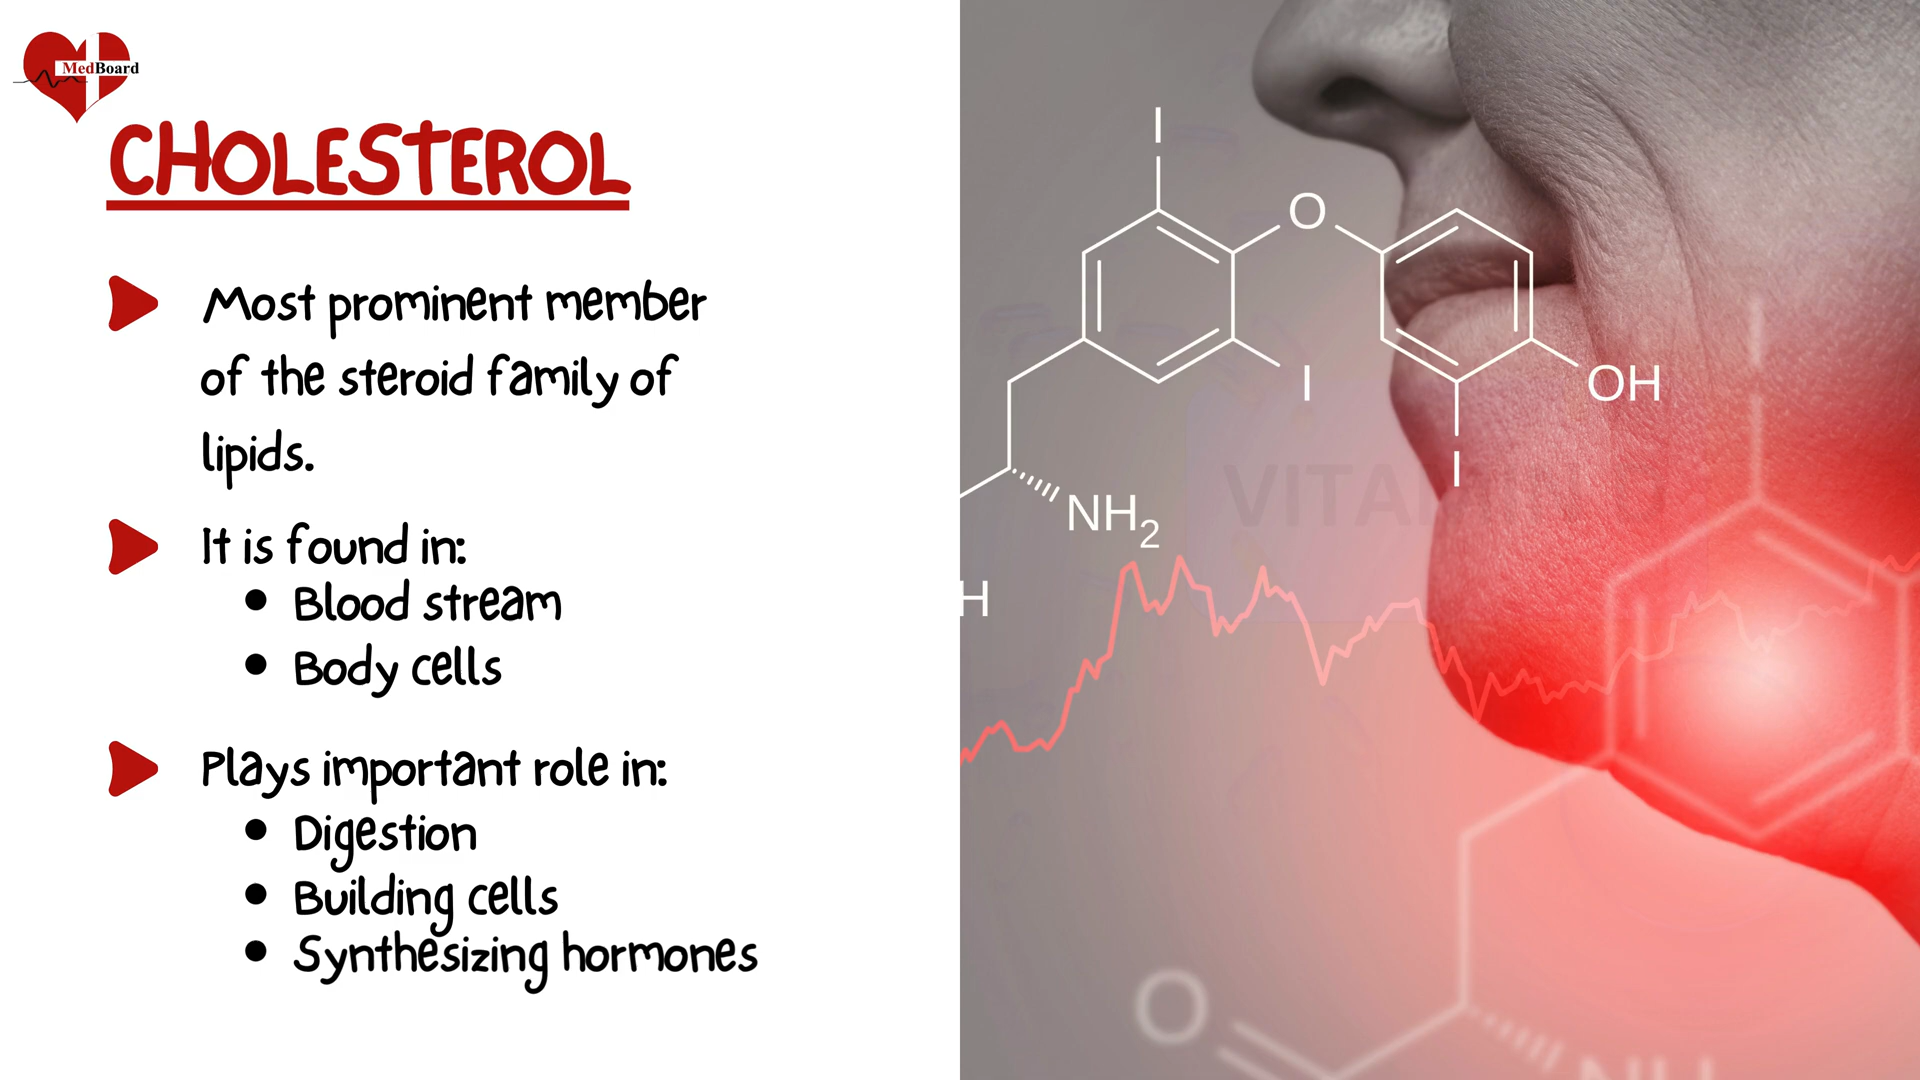 MedBoard
CHOLESTEROL
Most prominent member
of the steroid family of
lipids.
It is found in:
Blood stream
Body cells
Plays important role in:
Digestion
Building cells
Synthesizing hormones
I
O
I
OH
I
NH2
H
O
NH